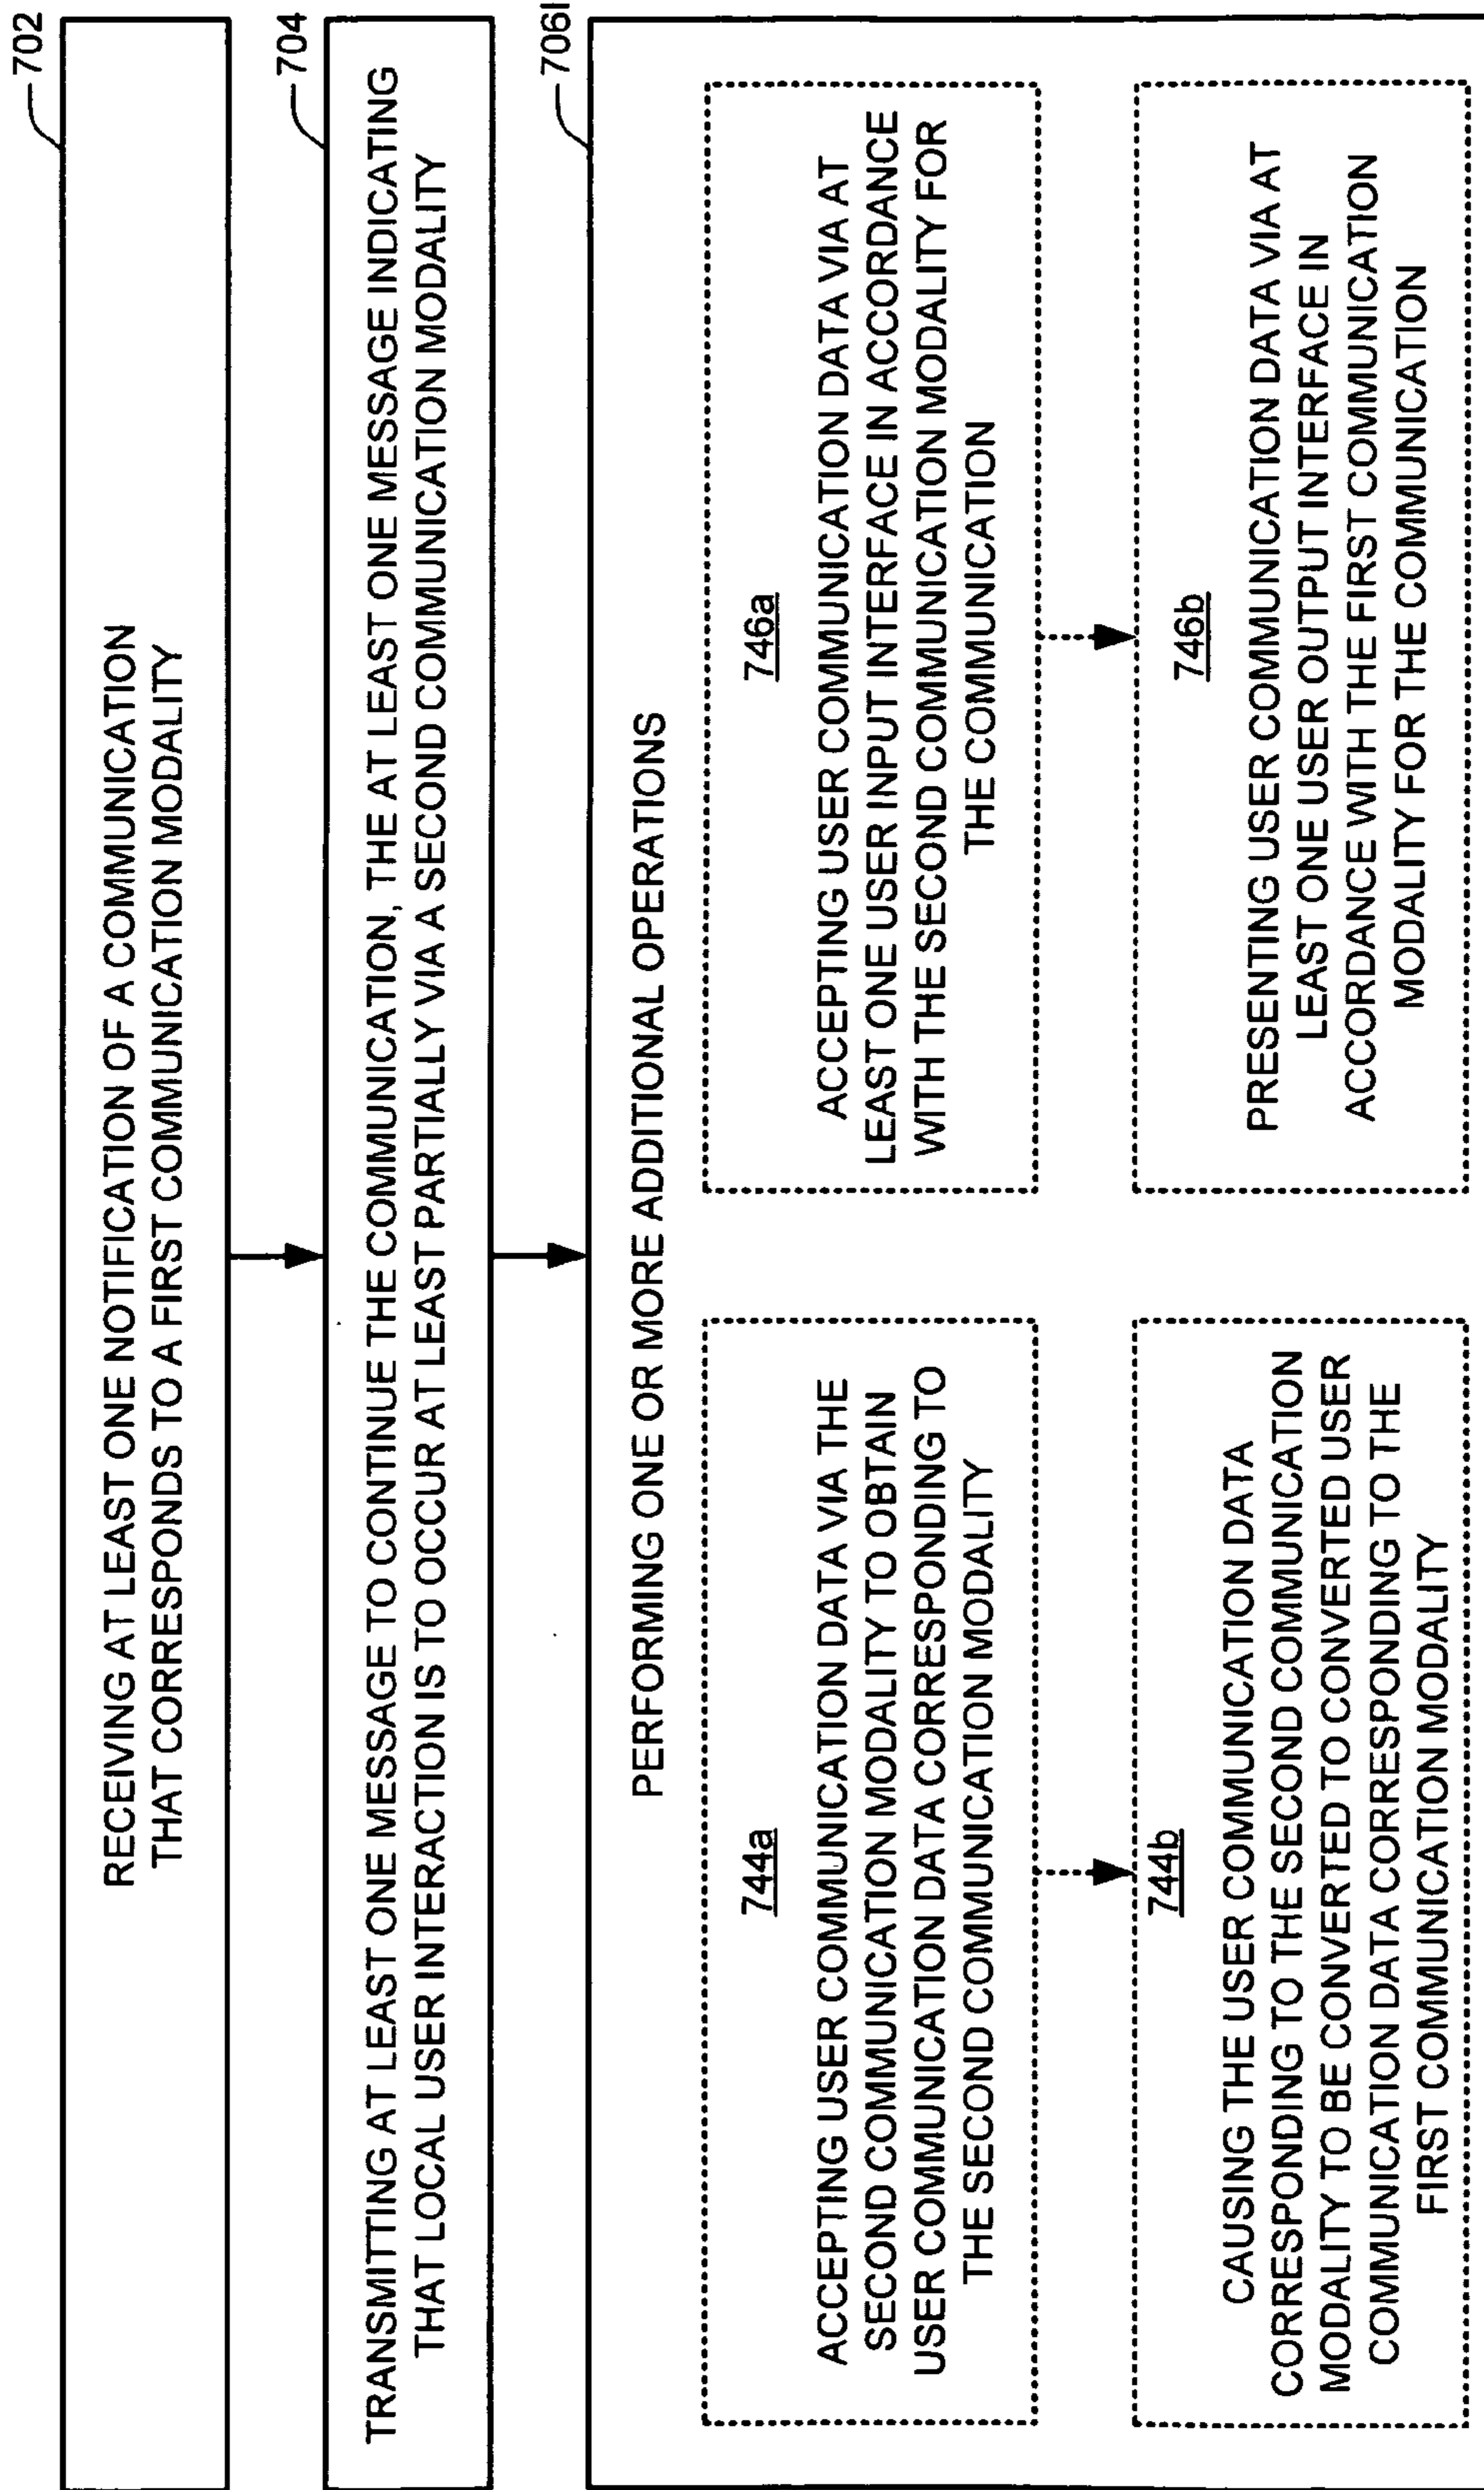 702
RECEIVING AT LEAST ONE NOTIFICATION OF A COMMUNICATION
THAT CORRESPONDS TO A FIRST COMMUNICATION MODALITY
704
TRANSMITTING AT LEAST ONE MESSAGE TO CONTINUE THE COMMUNICATION, THE AT LEAST ONE MESSAGE INDICATING
THAT LOCAL USER INTERACTION IS TO OCCUR AT LEAST PARTIALLY VIA A SECOND COMMUNICATION MODALITY
706l
PERFORMING ONE OR MORE ADDITIONAL OPERATIONS
744a
ACCEPTING USER COMMUNICATION DATA VIA THE
SECOND COMMUNICATION MODALITY TO OBTAIN
USER COMMUNICATION DATA CORRESPONDING TO
THE SECOND COMMUNICATION MODALITY
744b
CAUSING THE USER COMMUNICATION DATA
CORRESPONDING TO THE SECOND COMMUNICATION
MODALITY TO BE CONVERTED TO CONVERTED USER
COMMUNICATION DATA CORRESPONDING TO THE
FIRST COMMUNICATION MODALITY
746a
ACCEPTING USER COMMUNICATION DATA VIA AT
LEAST ONE USER INPUT INTERFACE IN ACCORDANCE
WITH THE SECOND COMMUNICATION MODALITY FOR
THE COMMUNICATION
746b
PRESENTING USER COMMUNICATION DATA VIA AT
LEAST ONE USER OUTPUT INTERFACE IN
ACCORDANCE WITH THE FIRST COMMUNICATION
MODALITY FOR THE COMMUNICATION